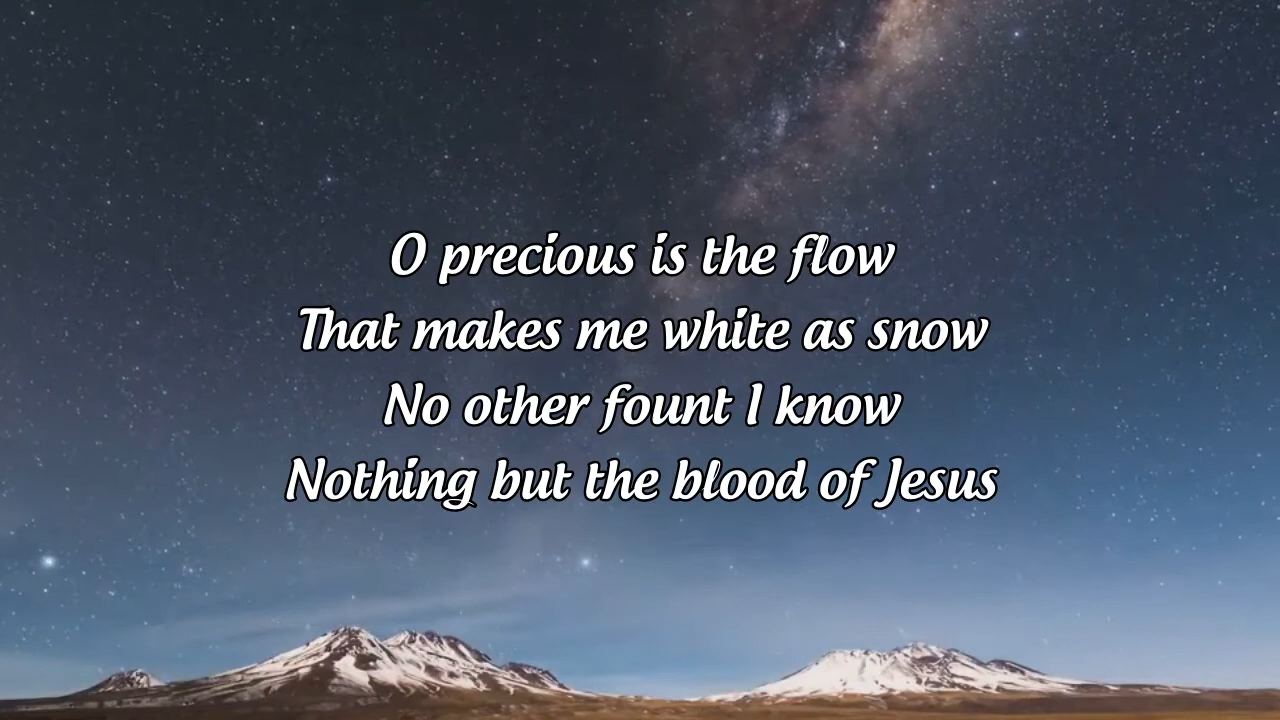 O precious is the flow
That makes me white as snow
No other fount I know
Nothing but the blood of Jesus